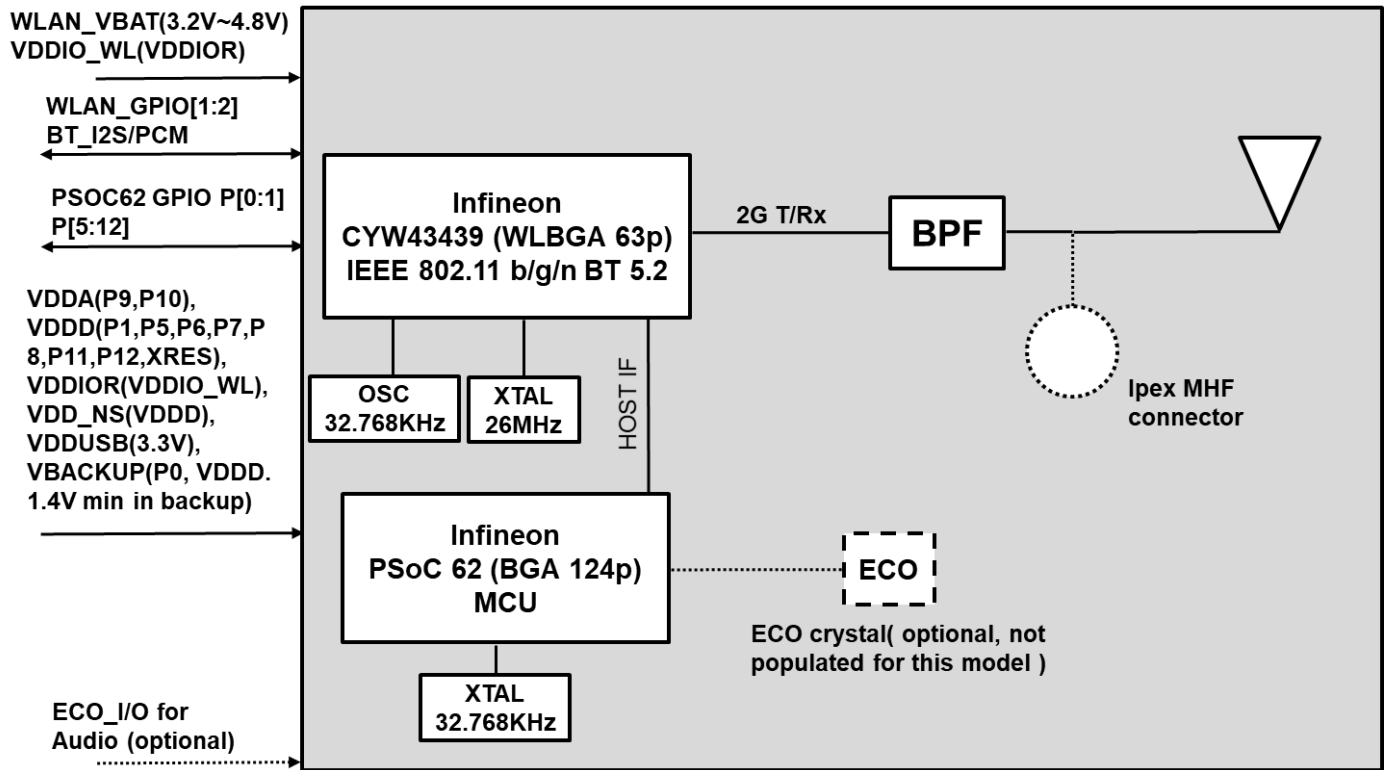 WLAN_VBAT(3.2V~4.8V)
VDDIO_WL(VDDIOR)
WLAN_GPIO[1:2]
BT_I2S/PCM
PSOC62 GPIO P[0:1]
P[5:12]
VDDA(P9,P10),
VDDD(P1,P5,P6,P7,P
8,P11,P12,XRES),
VDDIOR(VDDIO_WL),
VDD_NS(VDDD),
VDDUSB(3.3V),
VBACKUP(P0, VDDD.
1.4V min in backup)
ECO_I/O for
Audio (optional)
Infineon
CYW43439 (WLBGA 63p)
IEEE 802.11 b/g/n BT 5.2
2G T/Rx
BPF
OSC
32.768KHz
XTAL
26MHz
HOST IF
Ipex MHF
connector
Infineon
PSoC 62 (BGA 124p)
MCU
ECO
ECO crystal( optional, not
populated for this model )
XTAL
32.768KHz